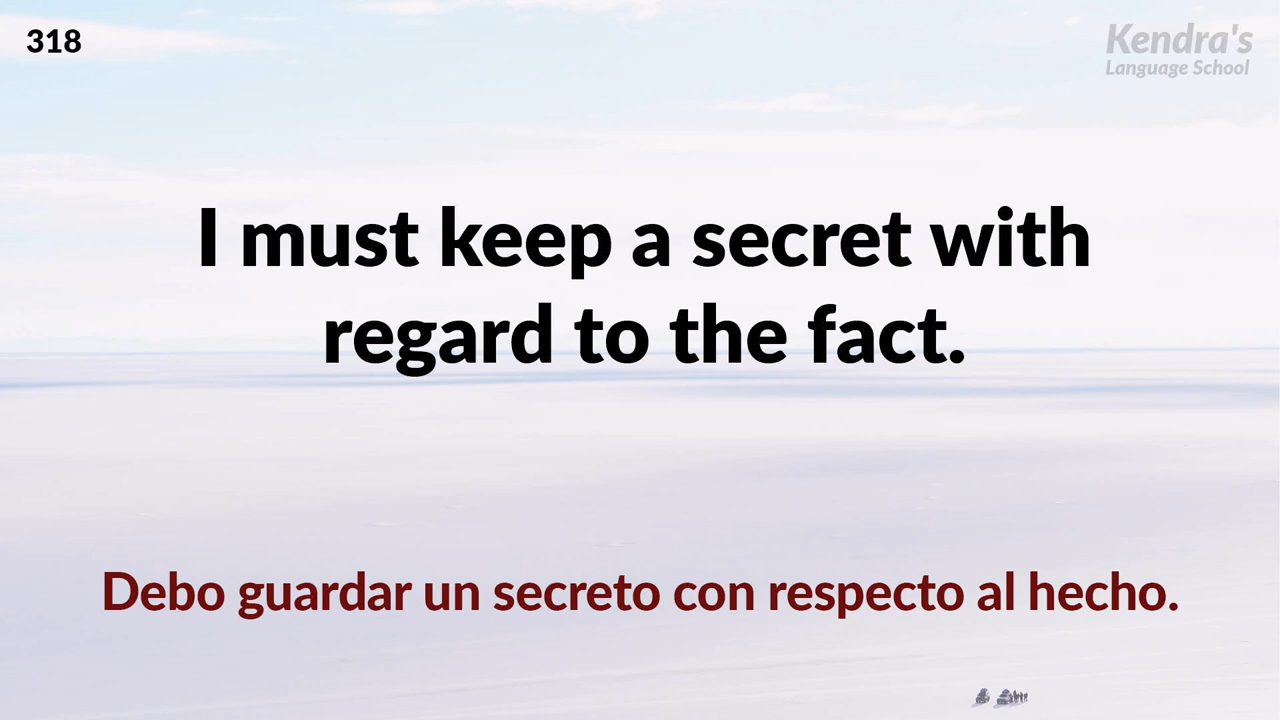 318
Kendra's
Language School
I must keep a secret with
regard to the fact.
Debo guardar un secreto con respecto al hecho.